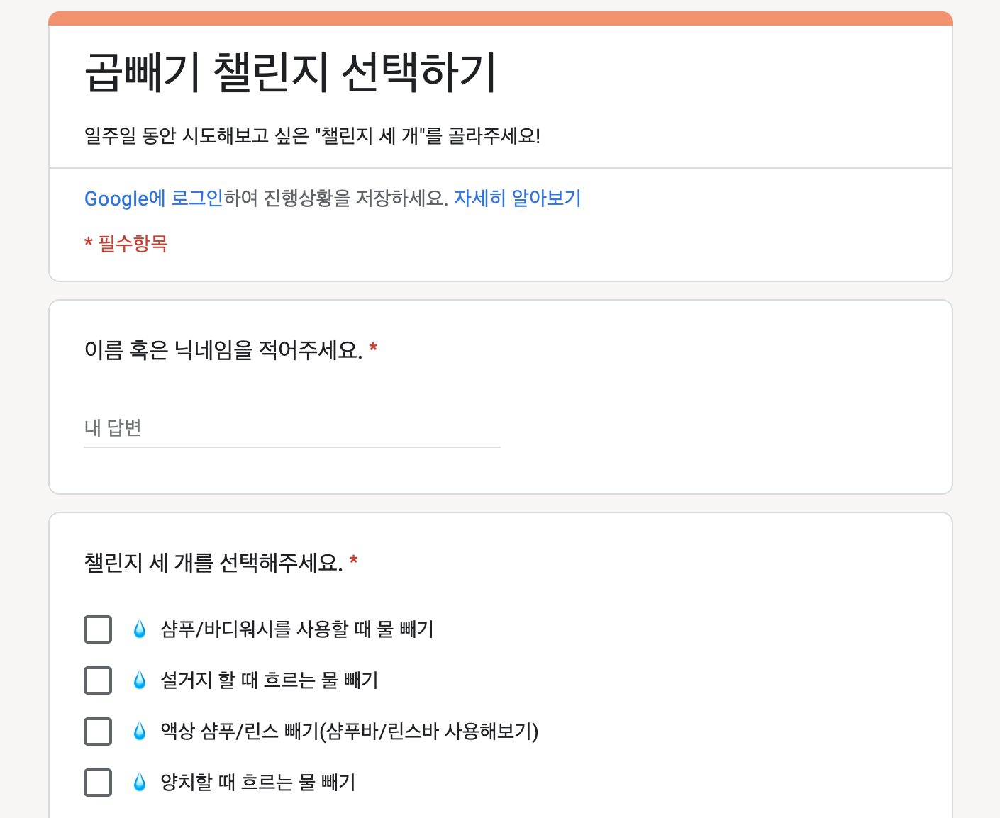 곱빼기 챌린지 선택하기
일주일 동안 시도해보고 싶은 "챌린지 세 개"를 골라주세요!
Google에 로그인하여 진행상황을 저장하세요. 자세히 알아보기
* 필수항목
이름 혹은 닉네임을 적어주세요. *
내 답변
챌린지 세 개를 선택해주세요. *
💧 샴푸/바디워시를 사용할 때 물 빼기
💧 설거지 할 때 흐르는 물 빼기
💧 액상 샴푸/린스 빼기(샴푸바/린스바 사용해보기)
💧 양치할 때 흐르는 물 빼기